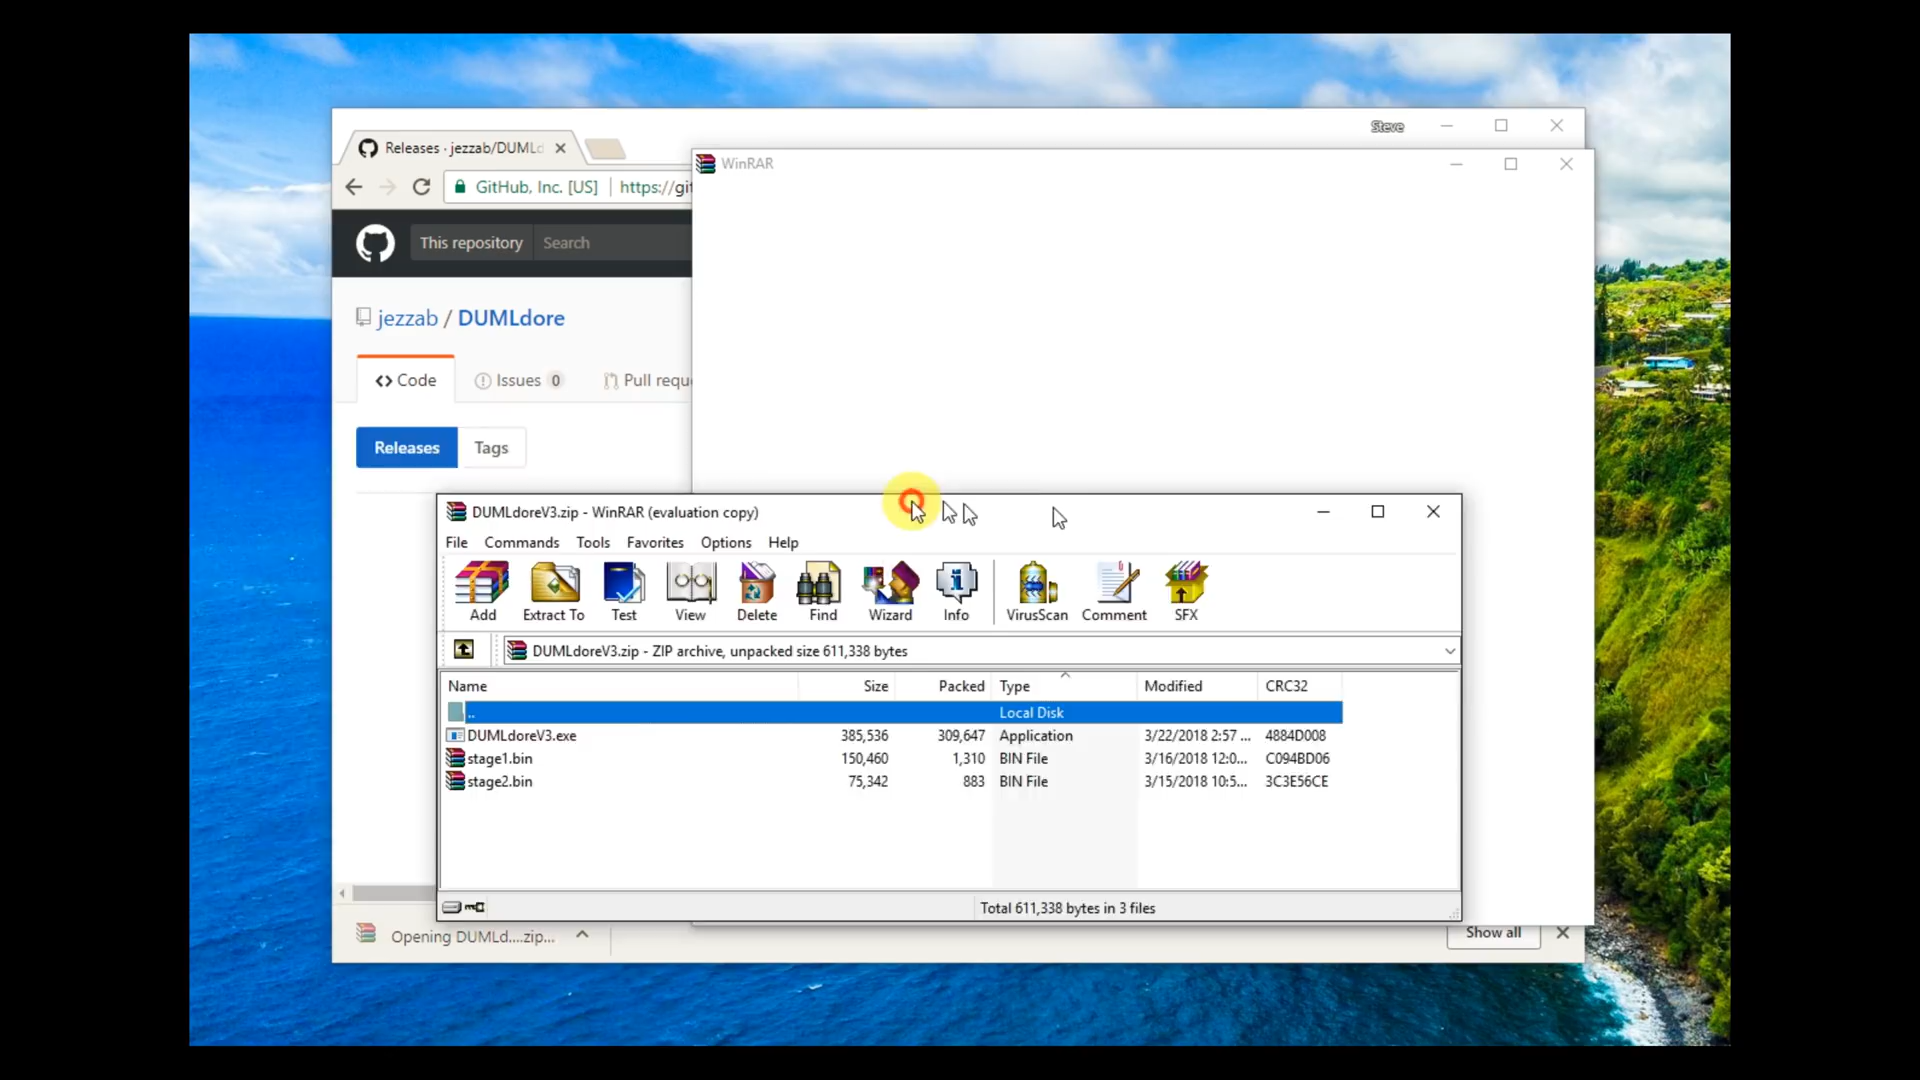 Steve
Releases · jezzab/DUMLd
GitHub, Inc. [US] | https://git
WinRAR
This repository Search
jezzab / DUMLdore
Code Issues 0 Pull requ
Releases Tags
DUMLdoreV3.zip - WinRAR (evaluation copy)
File Commands Tools Favorites Options Help
Add Extract To Test View Delete Find Wizard Info VirusScan Comment SFX
DUMLdoreV3.zip - ZIP archive, unpacked size 611,338 bytes
Name Size Packed Type Modified CRC32
.. Local Disk
DUMLdoreV3.exe 385,536 309,647 Application 3/22/2018 2:57 ... 4884D008
stage1.bin 150,460 1,310 BIN File 3/16/2018 12:0... C094BD06
stage2.bin 75,342 883 BIN File 3/15/2018 10:5... 3C3E56CE
Total 611,338 bytes in 3 files
Opening DUMLd....zip... Show all